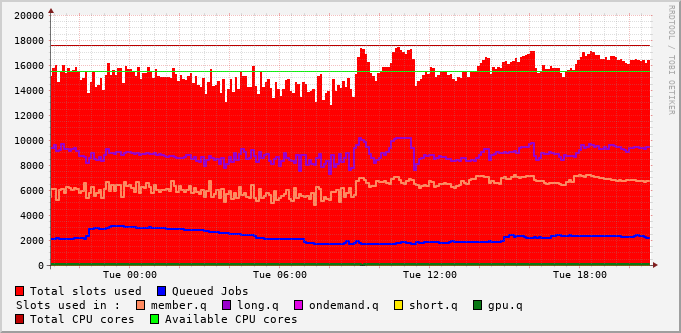 20000
18000
16000
14000
12000
10000
8000
6000
4000
2000
0
Tue 00:00 Tue 06:00 Tue 12:00 Tue 18:00
RRDTOOL / TOBI OETIKER
Total slots used Queued Jobs
Slots used in : member.q long.q ondemand.q short.q gpu.q
Total CPU cores Available CPU cores